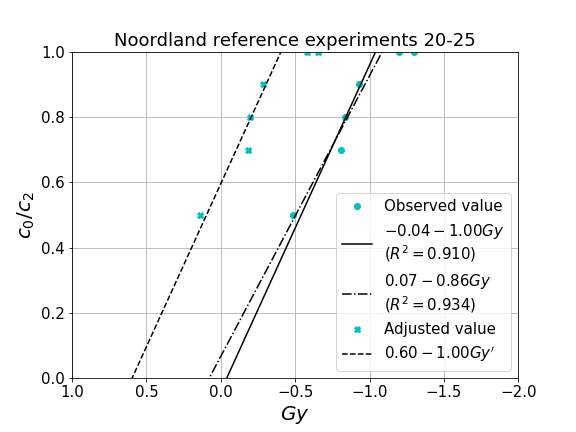 Noordland reference experiments 20-25
1.0
0.8
0.6
0.4
0.2
0.0
c₀/c₂
Observed value
−0.04 − 1.00Gy
(R² = 0.910)
0.07 − 0.86Gy
(R² = 0.934)
Adjusted value
0.60 − 1.00Gy′
1.0 0.5 0.0 −0.5 −1.0 −1.5 −2.0
Gy